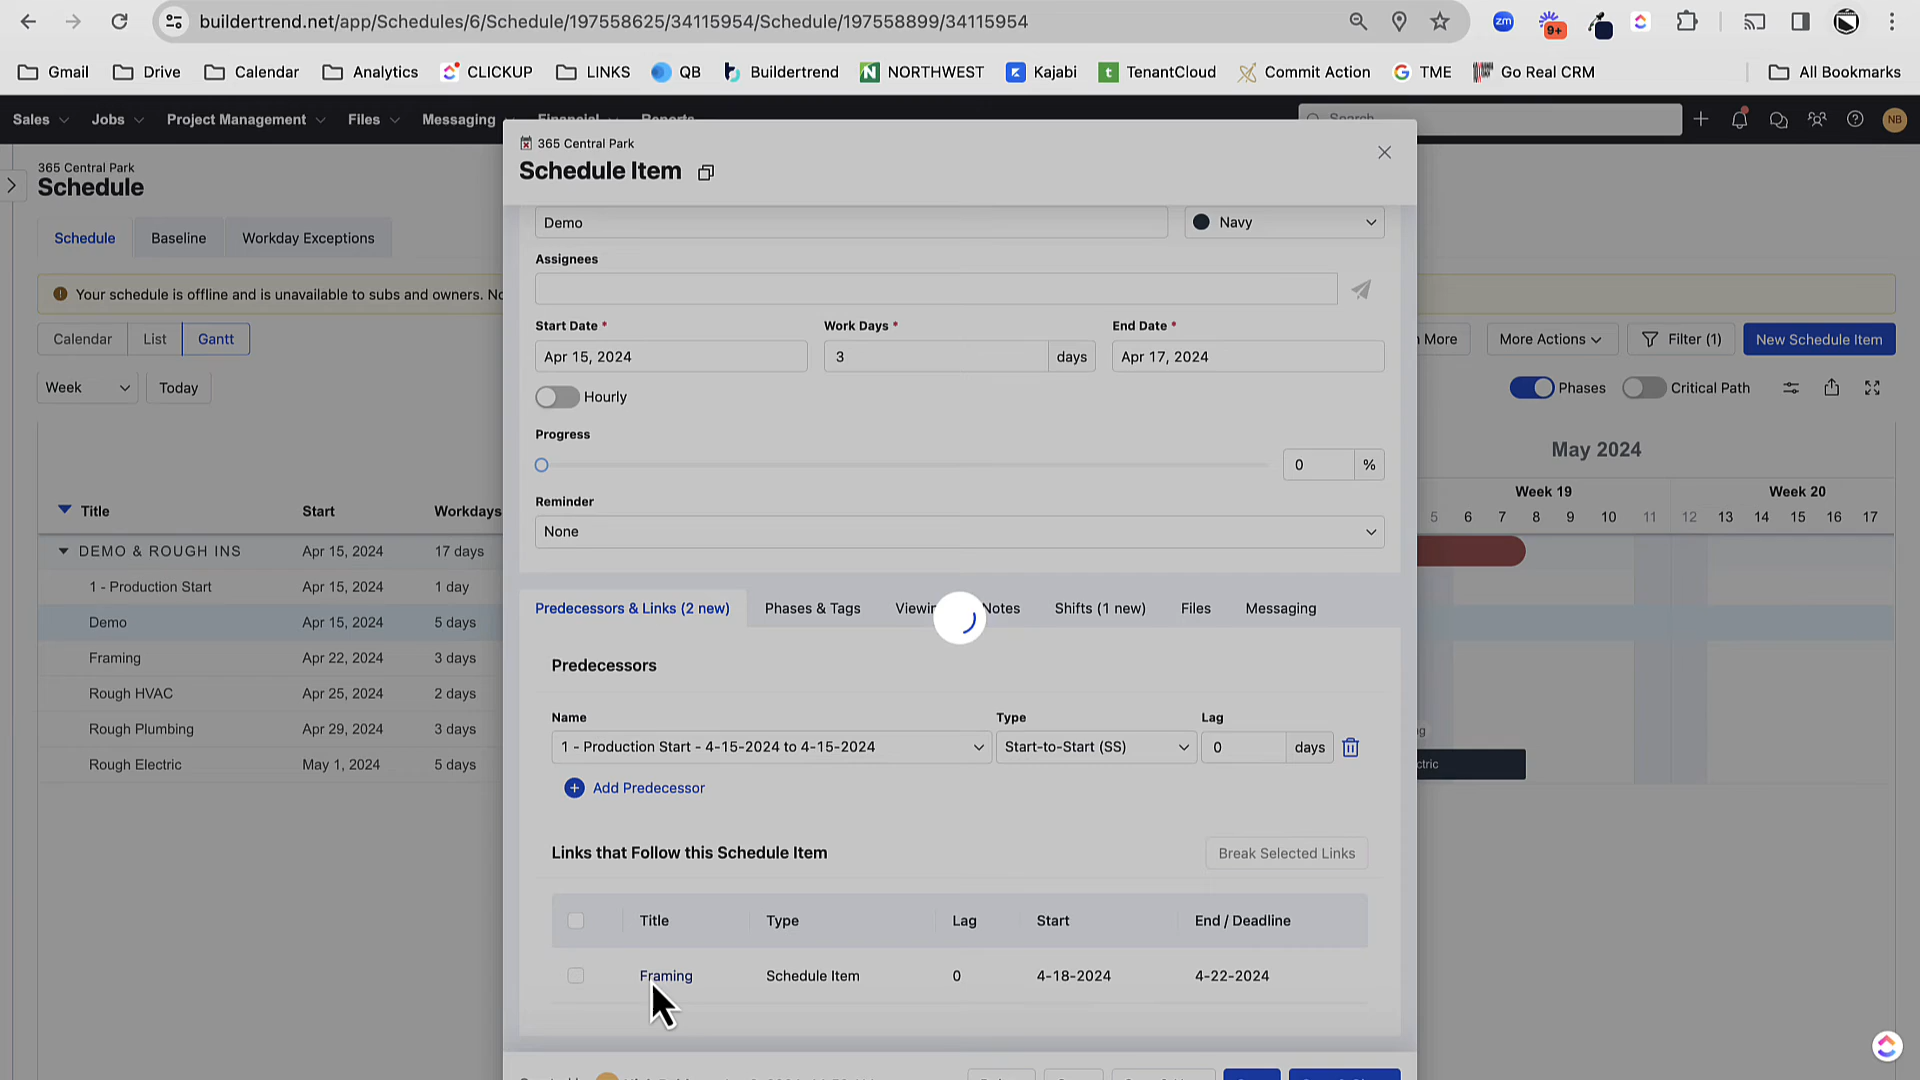 buildertrend.net/app/Schedules/6/Schedule/197558625/34115954/Schedule/197558899/34115954
zm
9+
Gmail Drive Calendar Analytics CLICKUP LINKS QB Buildertrend NORTHWEST Kajabi TenantCloud Commit Action TME Go Real CRM All Bookmarks
Sales Jobs Project Management Files Messaging Financial Reports Search NB
365 Central Park
Schedule
Schedule Baseline Workday Exceptions
Your schedule is offline and is unavailable to subs and owners.
Calendar List Gantt
More More Actions Filter (1) New Schedule Item
Week Today
Phases Critical Path
May 2024
Week 19 Week 20
5 6 7 8 9 10 11 12 13 14 15 16 17
Title Start Workdays
DEMO & ROUGH INS Apr 15, 2024 17 days
1 - Production Start Apr 15, 2024 1 day
Demo Apr 15, 2024 5 days
Framing Apr 22, 2024 3 days
Rough HVAC Apr 25, 2024 2 days
Rough Plumbing Apr 29, 2024 3 days
Rough Electric May 1, 2024 5 days
365 Central Park
Schedule Item
Demo Navy
Assignees
Start Date * Work Days * End Date *
Apr 15, 2024 3 days Apr 17, 2024
Hourly
Progress
0 %
Reminder
None
Predecessors & Links (2 new) Phases & Tags Notes Shifts (1 new) Files Messaging
Predecessors
Name Type Lag
1 - Production Start - 4-15-2024 to 4-15-2024 Start-to-Start (SS) 0 days
Add Predecessor
Links that Follow this Schedule Item Break Selected Links
Title Type Lag Start End / Deadline
Framing Schedule Item 0 4-18-2024 4-22-2024